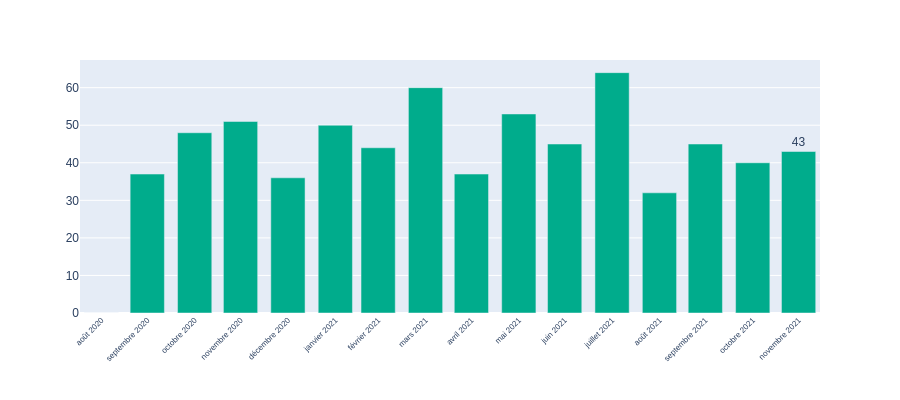 60
50
40
30
20
10
0
43
août 2020
septembre 2020
octobre 2020
novembre 2020
décembre 2020
janvier 2021
février 2021
mars 2021
avril 2021
mai 2021
juin 2021
juillet 2021
août 2021
septembre 2021
octobre 2021
novembre 2021